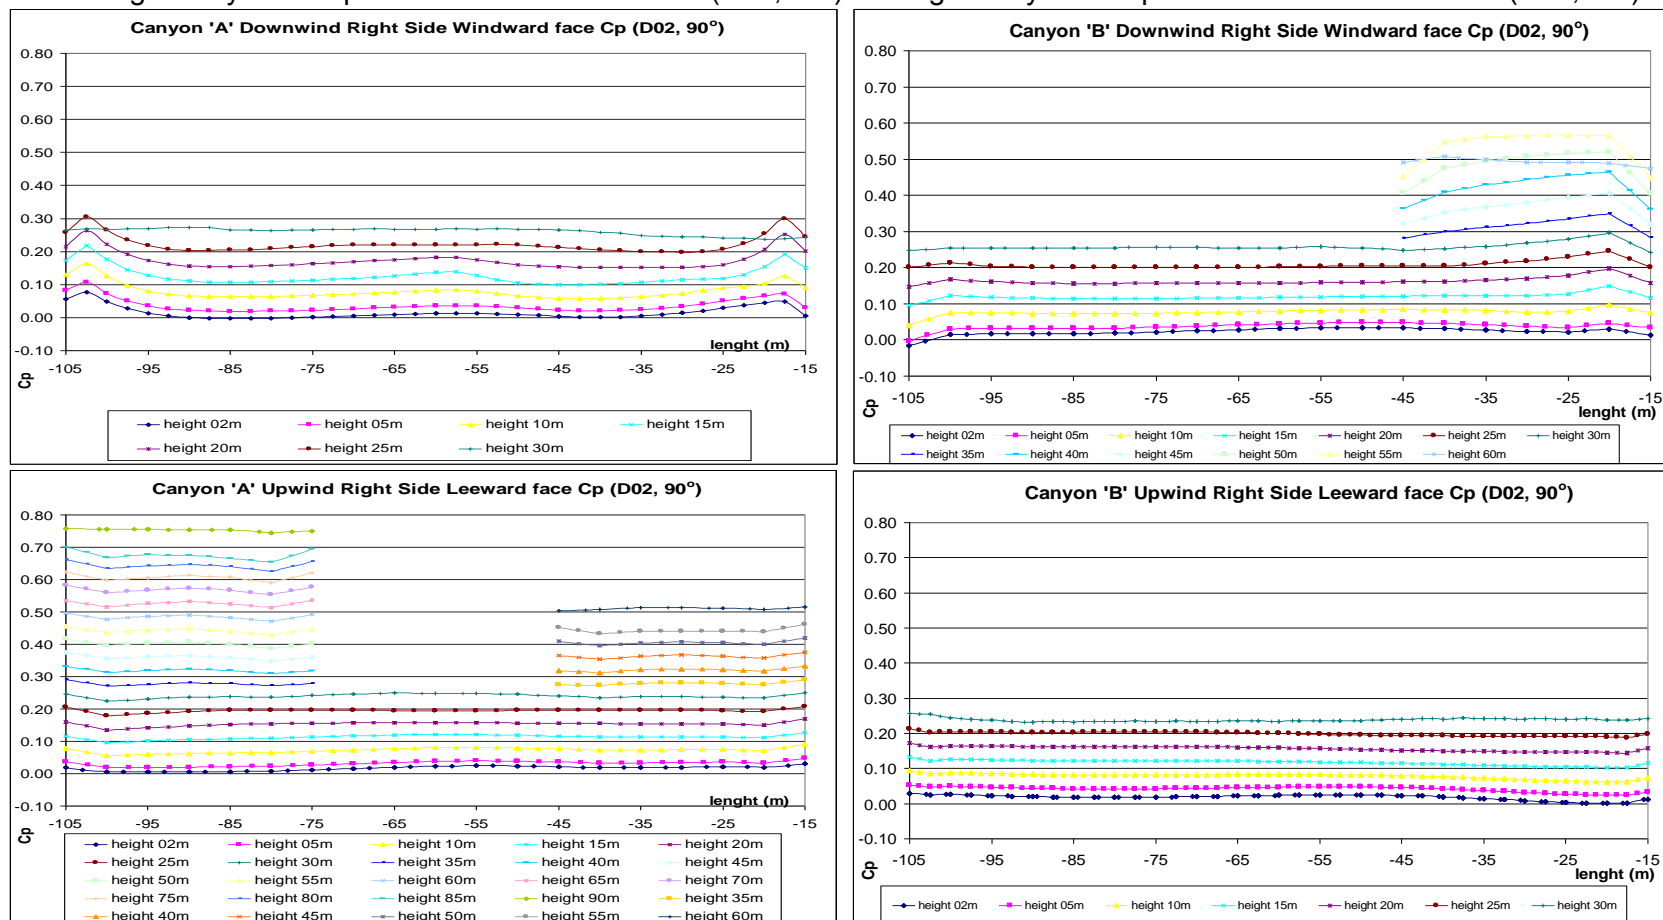 Canyon 'A' Downwind Right Side Windward face Cp (D02, 90°)
0.80
0.70
0.60
0.50
0.40
0.30
0.20
0.10
0.00
-0.10
-105 -95 -85 -75 -65 -55 -45 -35 -25 -15
lenght (m)
Cp
height 02m height 05m height 10m height 15m
height 20m height 25m height 30m
Canyon 'B' Downwind Right Side Windward face Cp (D02, 90°)
0.80
0.70
0.60
0.50
0.40
0.30
0.20
0.10
0.00
-0.10
-105 -95 -85 -75 -65 -55 -45 -35 -25 -15
lenght (m)
Cp
height 02m height 05m height 10m height 15m height 20m height 25m height 30m
height 35m height 40m height 45m height 50m height 55m height 60m
Canyon 'A' Upwind Right Side Leeward face Cp (D02, 90°)
0.80
0.70
0.60
0.50
0.40
0.30
0.20
0.10
0.00
-0.10
-105 -95 -85 -75 -65 -55 -45 -35 -25 -15
lenght (m)
Cp
height 02m height 05m height 10m height 15m height 20m
height 25m height 30m height 35m height 40m height 45m
height 50m height 55m height 60m height 65m height 70m
height 75m height 80m height 85m height 90m height 35m
height 40m height 45m height 50m height 55m height 60m
Canyon 'B' Upwind Right Side Leeward face Cp (D02, 90°)
0.80
0.70
0.60
0.50
0.40
0.30
0.20
0.10
0.00
-0.10
-105 -95 -85 -75 -65 -55 -45 -35 -25 -15
lenght (m)
Cp
height 02m height 05m height 10m height 15m height 20m height 25m height 30m